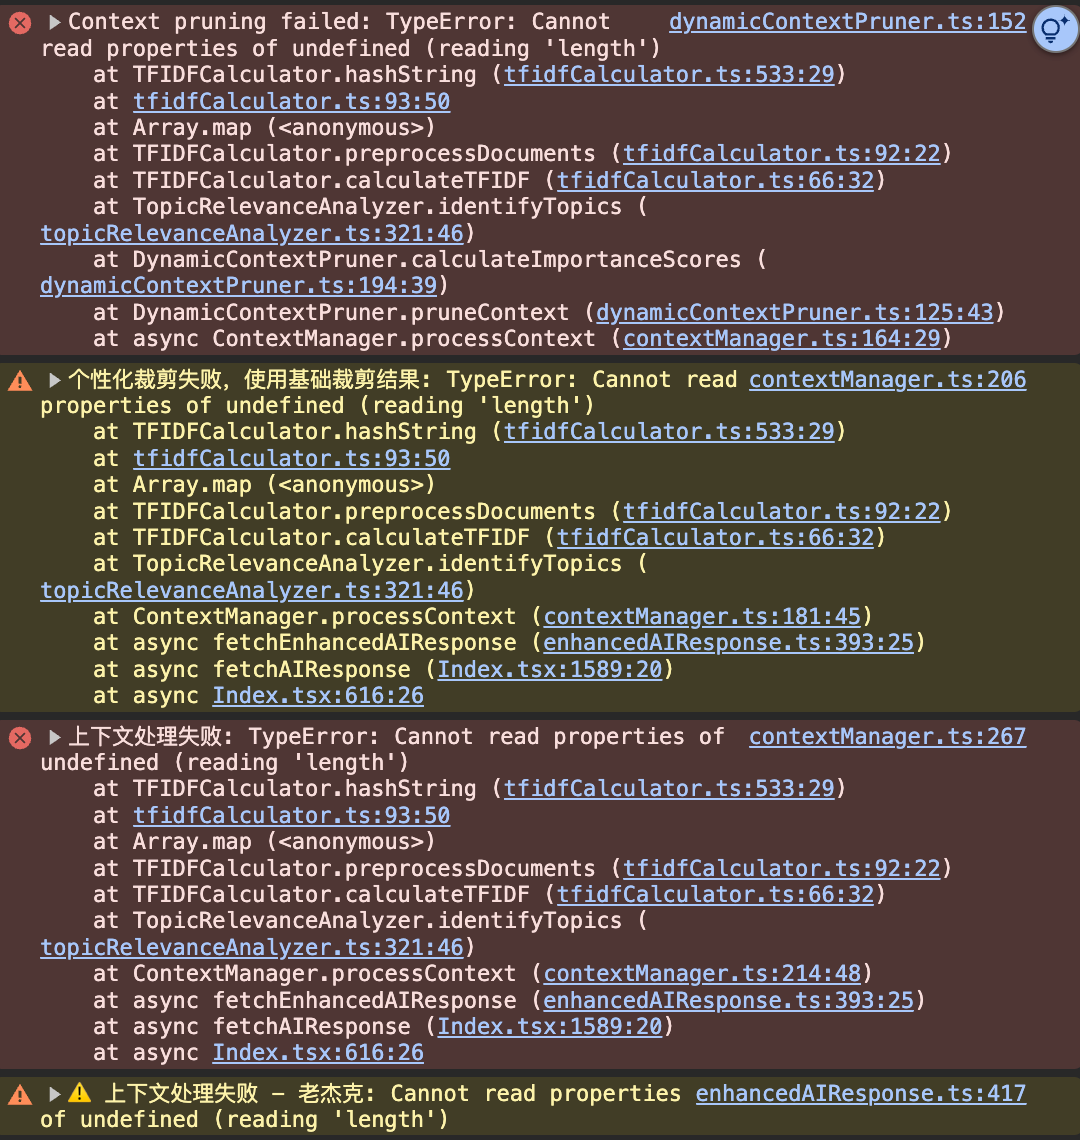 Context pruning failed: TypeError: Cannot dynamicContextPruner.ts:152
read properties of undefined (reading 'length')
at TFIDFCalculator.hashString (tfidfCalculator.ts:533:29)
at tfidfCalculator.ts:93:50
at Array.map (<anonymous>)
at TFIDFCalculator.preprocessDocuments (tfidfCalculator.ts:92:22)
at TFIDFCalculator.calculateTFIDF (tfidfCalculator.ts:66:32)
at TopicRelevanceAnalyzer.identifyTopics (
topicRelevanceAnalyzer.ts:321:46)
at DynamicContextPruner.calculateImportanceScores (
dynamicContextPruner.ts:194:39)
at DynamicContextPruner.pruneContext (dynamicContextPruner.ts:125:43)
at async ContextManager.processContext (contextManager.ts:164:29)
个性化裁剪失败，使用基础裁剪结果: TypeError: Cannot read contextManager.ts:206
properties of undefined (reading 'length')
at TFIDFCalculator.hashString (tfidfCalculator.ts:533:29)
at tfidfCalculator.ts:93:50
at Array.map (<anonymous>)
at TFIDFCalculator.preprocessDocuments (tfidfCalculator.ts:92:22)
at TFIDFCalculator.calculateTFIDF (tfidfCalculator.ts:66:32)
at TopicRelevanceAnalyzer.identifyTopics (
topicRelevanceAnalyzer.ts:321:46)
at ContextManager.processContext (contextManager.ts:181:45)
at async fetchEnhancedAIResponse (enhancedAIResponse.ts:393:25)
at async fetchAIResponse (Index.tsx:1589:20)
at async Index.tsx:616:26
上下文处理失败: TypeError: Cannot read properties of contextManager.ts:267
undefined (reading 'length')
at TFIDFCalculator.hashString (tfidfCalculator.ts:533:29)
at tfidfCalculator.ts:93:50
at Array.map (<anonymous>)
at TFIDFCalculator.preprocessDocuments (tfidfCalculator.ts:92:22)
at TFIDFCalculator.calculateTFIDF (tfidfCalculator.ts:66:32)
at TopicRelevanceAnalyzer.identifyTopics (
topicRelevanceAnalyzer.ts:321:46)
at ContextManager.processContext (contextManager.ts:214:48)
at async fetchEnhancedAIResponse (enhancedAIResponse.ts:393:25)
at async fetchAIResponse (Index.tsx:1589:20)
at async Index.tsx:616:26
⚠️ 上下文处理失败 - 老杰克: Cannot read properties enhancedAIResponse.ts:417
of undefined (reading 'length')